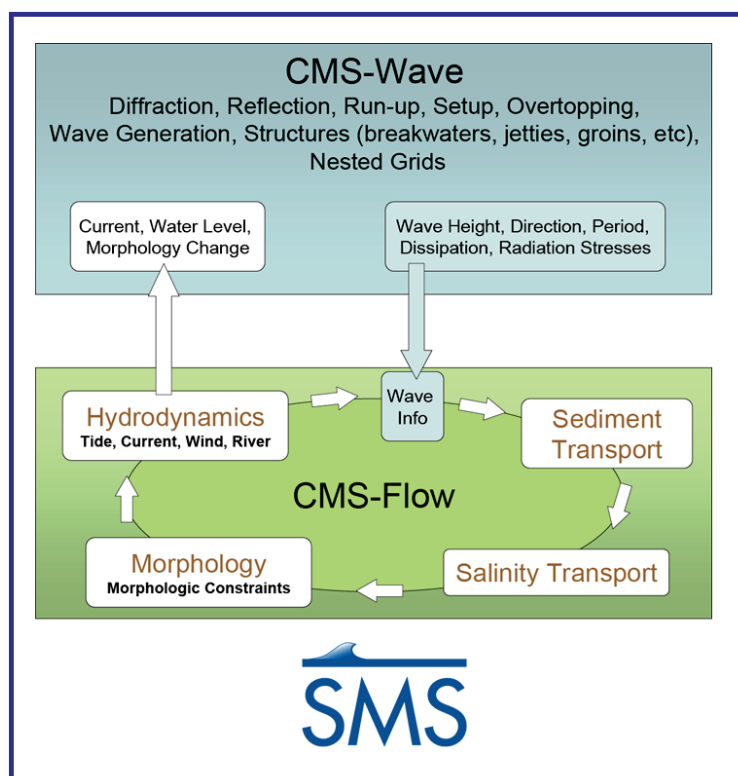 CMS-Wave
Diffraction, Reflection, Run-up, Setup, Overtopping,
Wave Generation, Structures (breakwaters, jetties, groins, etc),
Nested Grids
Current, Water Level,
Morphology Change
Wave Height, Direction, Period,
Dissipation, Radiation Stresses
Hydrodynamics
Tide, Current, Wind, River
Wave
Info
Sediment
Transport
CMS-Flow
Morphology
Morphologic Constraints
Salinity Transport
SMS